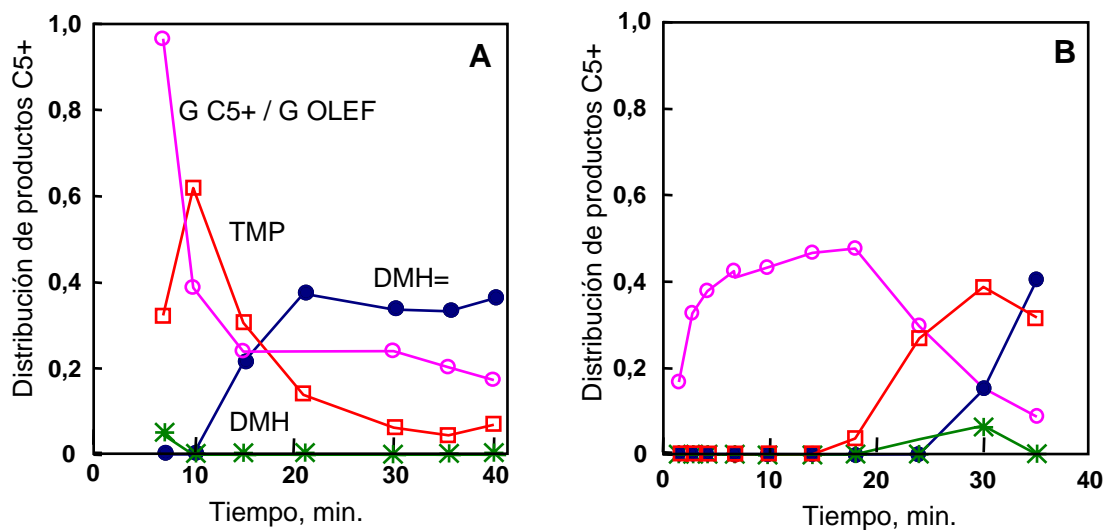 Distribución de productos C5+
1,0
0,8
0,6
0,4
0,2
0
A
G C5+ / G OLEF
TMP
DMH=
DMH
0
10
20
30
40
Tiempo, min.
Distribución de productos C5+
1,0
0,8
0,6
0,4
0,2
0
B
0
10
20
30
40
Tiempo, min.